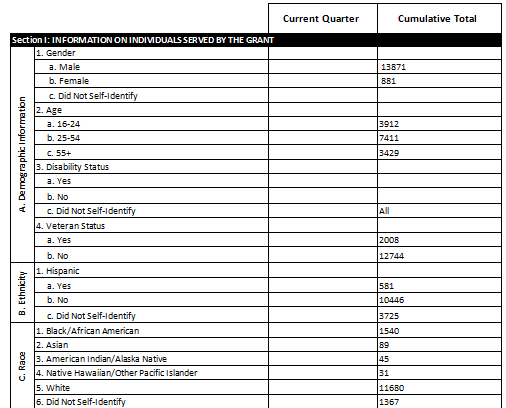 Current Quarter Cumulative Total
Section I: INFORMATION ON INDIVIDUALS SERVED BY THE GRANT
A. Demographic Information
1. Gender
a. Male 13871
b. Female 881
c. Did Not Self-Identify
2. Age
a. 16-24 3912
b. 25-54 7411
c. 55+ 3429
3. Disability Status
a. Yes
b. No
c. Did Not Self-Identify All
4. Veteran Status
a. Yes 2008
b. No 12744
B. Ethnicity
1. Hispanic
a. Yes 581
b. No 10446
c. Did Not Self-Identify 3725
C. Race
1. Black/African American 1540
2. Asian 89
3. American Indian/Alaska Native 45
4. Native Hawaiian/Other Pacific Islander 31
5. White 11680
6. Did Not Self-Identify 1367